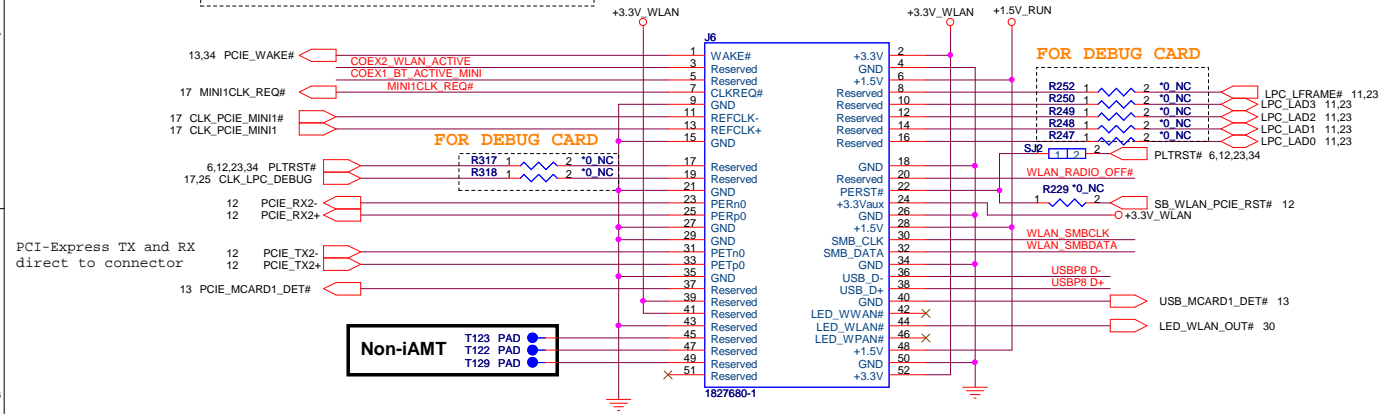 +3.3V_WLAN
+3.3V_WLAN
+1.5V_RUN
J6
FOR DEBUG CARD
13,34 PCIE_WAKE#
1 WAKE#
+3.3V 2
COEX2_WLAN_ACTIVE
3 Reserved
GND 4
COEX1_BT_ACTIVE_MINI
5 Reserved
+1.5V 6
17 MINI1CLK_REQ#
MINI1CLK_REQ#
7 CLKREQ#
Reserved 8
R252 1 2 *0_NC
LPC_LFRAME# 11,23
9 GND
Reserved 10
R250 1 2 *0_NC
LPC_LAD3 11,23
17 CLK_PCIE_MINI1#
11 REFCLK-
Reserved 12
R249 1 2 *0_NC
LPC_LAD2 11,23
17 CLK_PCIE_MINI1
13 REFCLK+
Reserved 14
R248 1 2 *0_NC
LPC_LAD1 11,23
15 GND
Reserved 16
R247 1 2 *0_NC
LPC_LAD0 11,23
FOR DEBUG CARD
SJ2 1 2 2
PLTRST# 6,12,23,34
6,12,23,34 PLTRST#
R317 1 2 *0_NC
17 Reserved
GND 18
17,25 CLK_LPC_DEBUG
R318 1 2 *0_NC
19 Reserved
Reserved 20
WLAN_RADIO_OFF#
21 GND
PERST# 22
R229 *0_NC
1 2
SB_WLAN_PCIE_RST# 12
12 PCIE_RX2-
23 PERn0
+3.3Vaux 24
+3.3V_WLAN
12 PCIE_RX2+
25 PERp0
GND 26
27 GND
+1.5V 28
PCI-Express TX and RX
direct to connector
29 GND
SMB_CLK 30
WLAN_SMBCLK
12 PCIE_TX2-
31 PETn0
SMB_DATA 32
WLAN_SMBDATA
12 PCIE_TX2+
33 PETp0
GND 34
35 GND
USB_D- 36
USBP8 D-
13 PCIE_MCARD1_DET#
37 Reserved
USB_D+ 38
USBP8 D+
39 Reserved
GND 40
USB_MCARD1_DET# 13
41 Reserved
LED_WWAN# 42
43 Reserved
LED_WLAN# 44
LED_WLAN_OUT# 30
Non-iAMT
T123 PAD
45 Reserved
LED_WPAN# 46
T122 PAD
47 Reserved
+1.5V 48
T129 PAD
49 Reserved
GND 50
51 Reserved
+3.3V 52
1827680-1